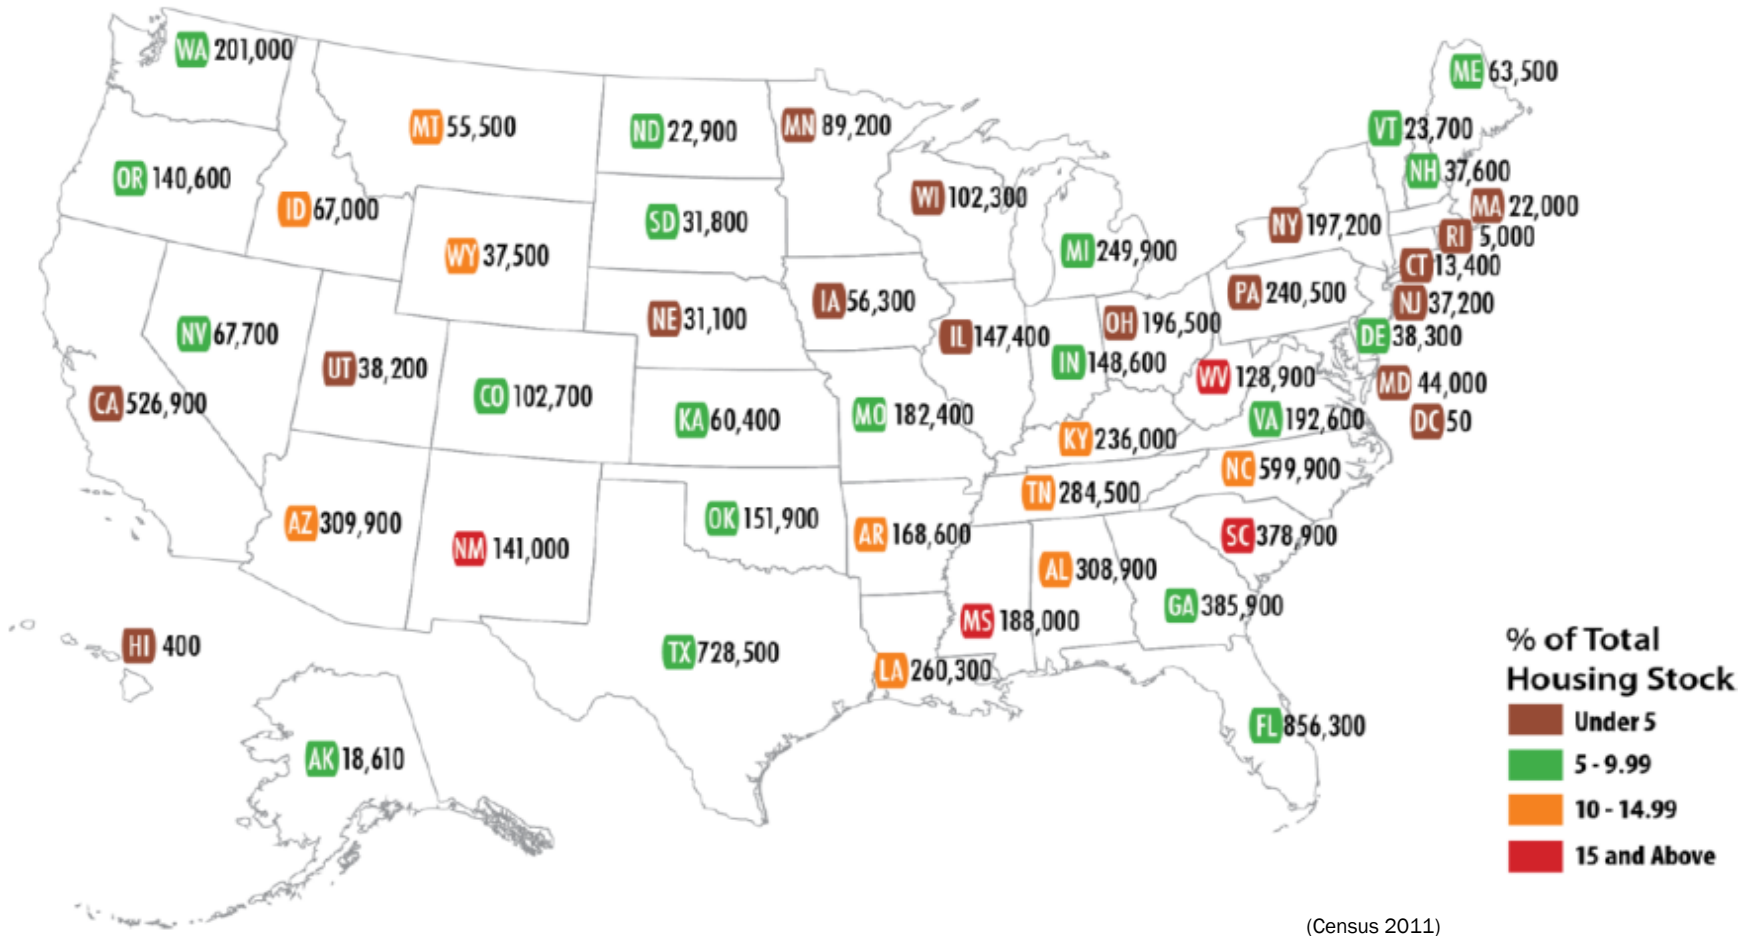 WA 201,000
ME 63,500
MT 55,500
ND 22,900
MN 89,200
VT 23,700
OR 140,600
NH 37,600
ID 67,000
WI 102,300
MA 22,000
SD 31,800
NY 197,200
RI 5,000
WY 37,500
MI 249,900
CT 13,400
PA 240,500
IA 56,300
NJ 37,200
NE 31,100
OH 196,500
NV 67,700
IL 147,400
DE 38,300
UT 38,200
IN 148,600
WV 128,900
MD 44,000
CA 526,900
CO 102,700
KA 60,400
MO 182,400
VA 192,600
DC 50
KY 236,000
NC 599,900
TN 284,500
AZ 309,900
OK 151,900
AR 168,600
SC 378,900
NM 141,000
AL 308,900
GA 385,900
MS 188,000
HI 400
TX 728,500
LA 260,300
FL 856,300
AK 18,610
% of Total
Housing Stock
Under 5
5 - 9.99
10 - 14.99
15 and Above
(Census 2011)